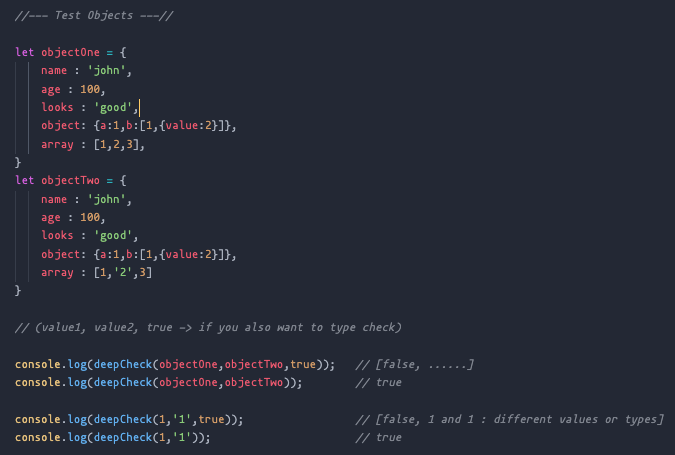 //--- Test Objects ---//
let objectOne = {
name : 'john',
age : 100,
looks : 'good',
object: {a:1,b:[1,{value:2}]},
array : [1,2,3],
}
let objectTwo = {
name : 'john',
age : 100,
looks : 'good',
object: {a:1,b:[1,{value:2}]},
array : [1,'2',3]
}
// (value1, value2, true -> if you also want to type check)
console.log(deepCheck(objectOne,objectTwo,true)); // [false, ......]
console.log(deepCheck(objectOne,objectTwo)); // true
console.log(deepCheck(1,'1',true)); // [false, 1 and 1 : different values or types]
console.log(deepCheck(1,'1')); // true